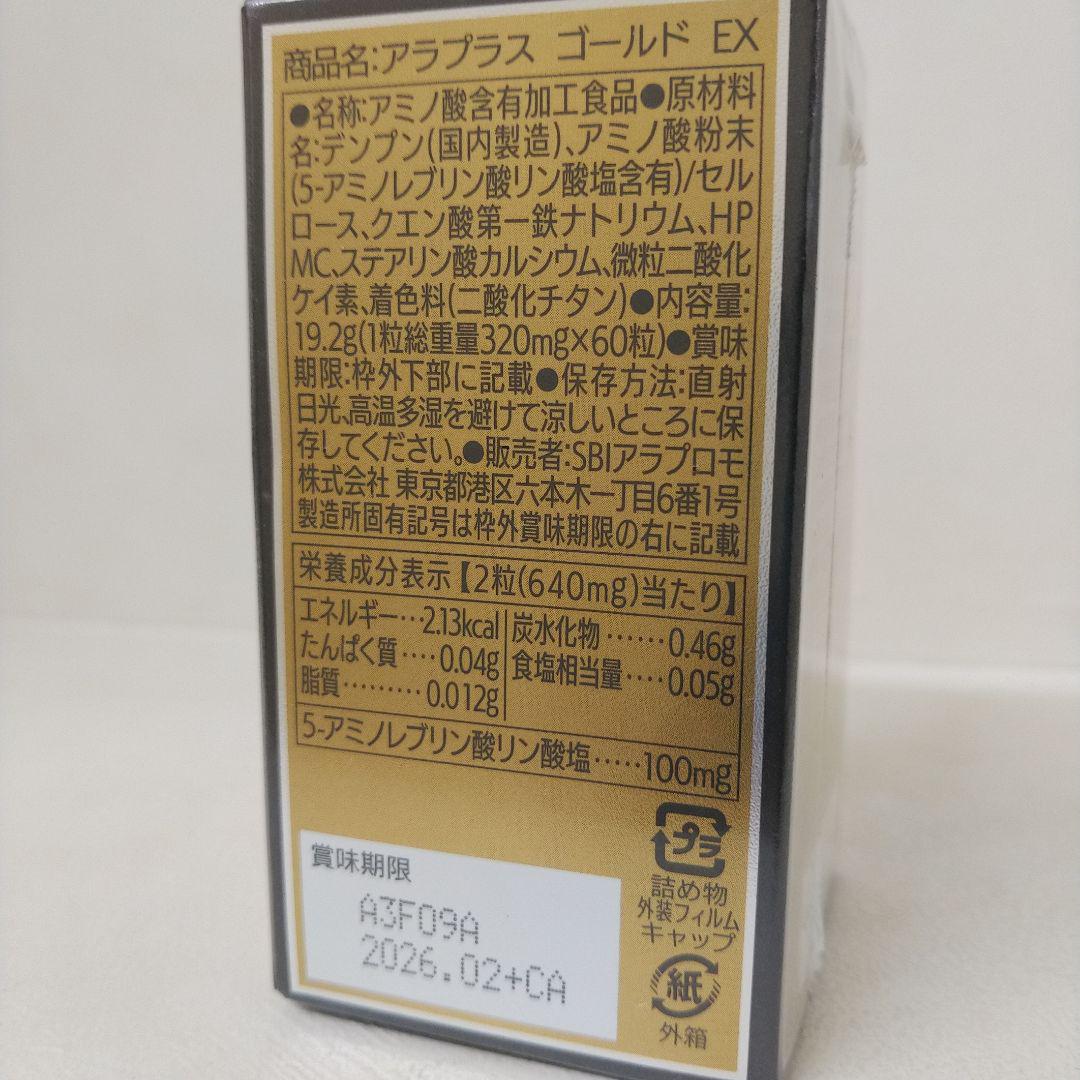 商品名:アラプラス ゴールド EX
●名称:アミノ酸含有加工食品●原材料
名:デンプン(国内製造)、アミノ酸粉末
(5-アミノレブリン酸リン酸塩含有)/セル
ロース、クエン酸第一鉄ナトリウム、HP
MC、ステアリン酸カルシウム、微粒二酸化
ケイ素、着色料(二酸化チタン)●内容量:
19.2g(1粒総重量320mg×60粒)●賞味
期限:枠外下部に記載●保存方法:直射
日光、高温多湿を避けて涼しいところに保
存してください。●販売者:SBIアラプロモ
株式会社 東京都港区六本木一丁目6番1号
製造所固有記号は枠外賞味期限の右に記載
栄養成分表示【2粒(640mg)当たり】
エネルギー…2.13kcal
たんぱく質‥‥0.04g
脂質………0.012g
炭水化物……0.46g
食塩相当量‥‥0.05g
5-アミノレブリン酸リン酸塩‥‥‥100mg
プラ
詰め物
外装フィルム
キャップ
紙
外箱
賞味期限
A3F09A
2026.02+CA